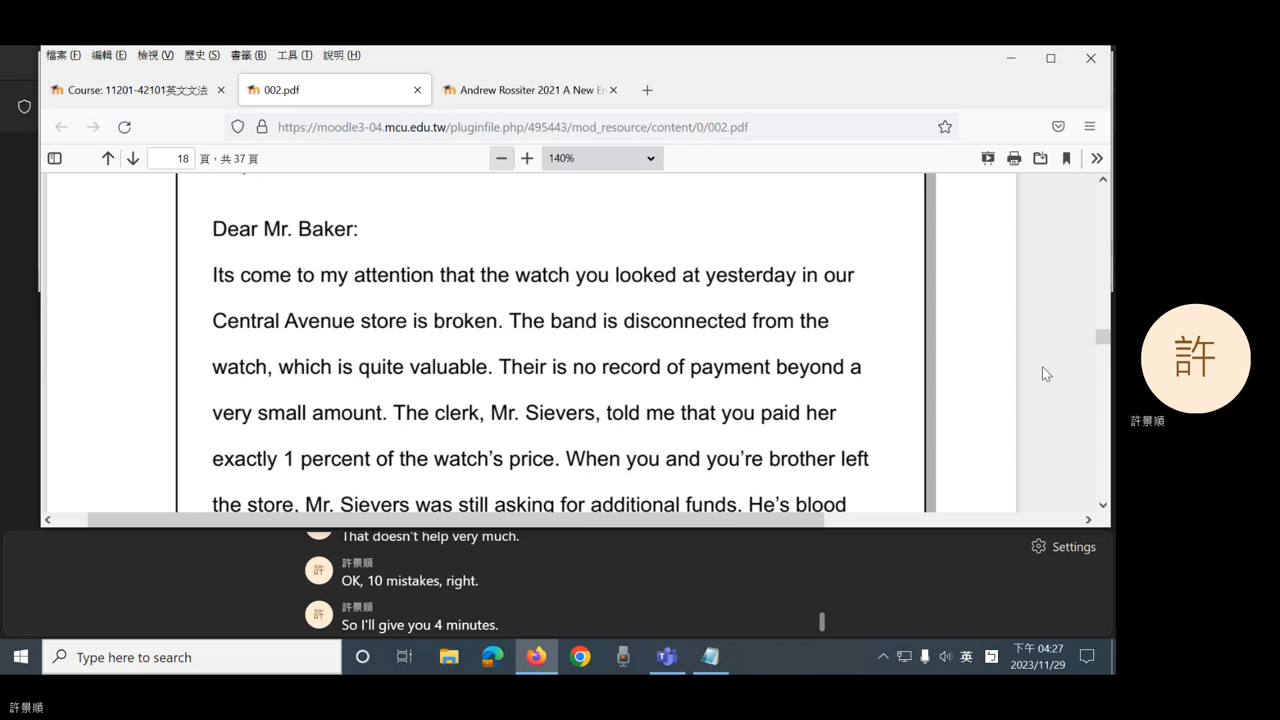 檔案 (F) 編輯 (E) 檢視 (V) 歷史 (S) 書籤 (B) 工具 (T) 說明 (H)
Course: 11201-42101英文文法 002.pdf Andrew Rossiter 2021 A New En
https://moodle3-04.mcu.edu.tw/pluginfile.php/495443/mod_resource/content/0/002.pdf
18 頁，共 37 頁 140%
Dear Mr. Baker:
Its come to my attention that the watch you looked at yesterday in our
Central Avenue store is broken. The band is disconnected from the
watch, which is quite valuable. Their is no record of payment beyond a
very small amount. The clerk, Mr. Sievers, told me that you paid her
exactly 1 percent of the watch’s price. When you and you’re brother left
the store, Mr. Sievers was still asking for additional funds. He’s blood
許
許景順
That doesn't help very much.
Settings
許景順
許
OK, 10 mistakes, right.
許景順
許
So I'll give you 4 minutes.
Type here to search
英
下午 04:27
2023/11/29
許景順